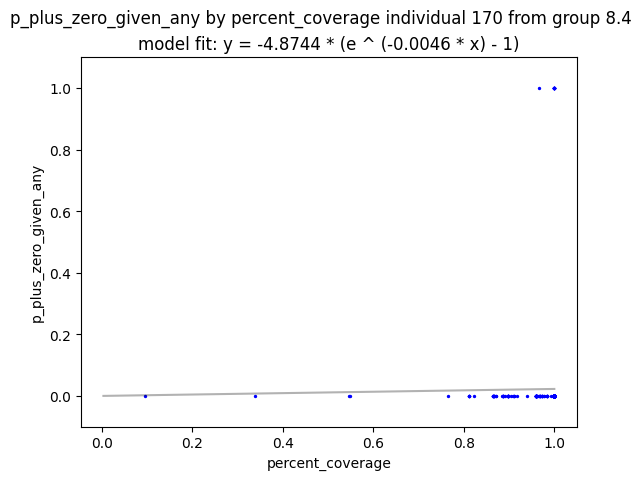 p_plus_zero_given_any by percent_coverage individual 170 from group 8.4
model fit: y = -4.8744 * (e ^ (-0.0046 * x) - 1)
1.0
0.8
0.6
0.4
0.2
0.0
p_plus_zero_given_any
0.0 0.2 0.4 0.6 0.8 1.0
percent_coverage